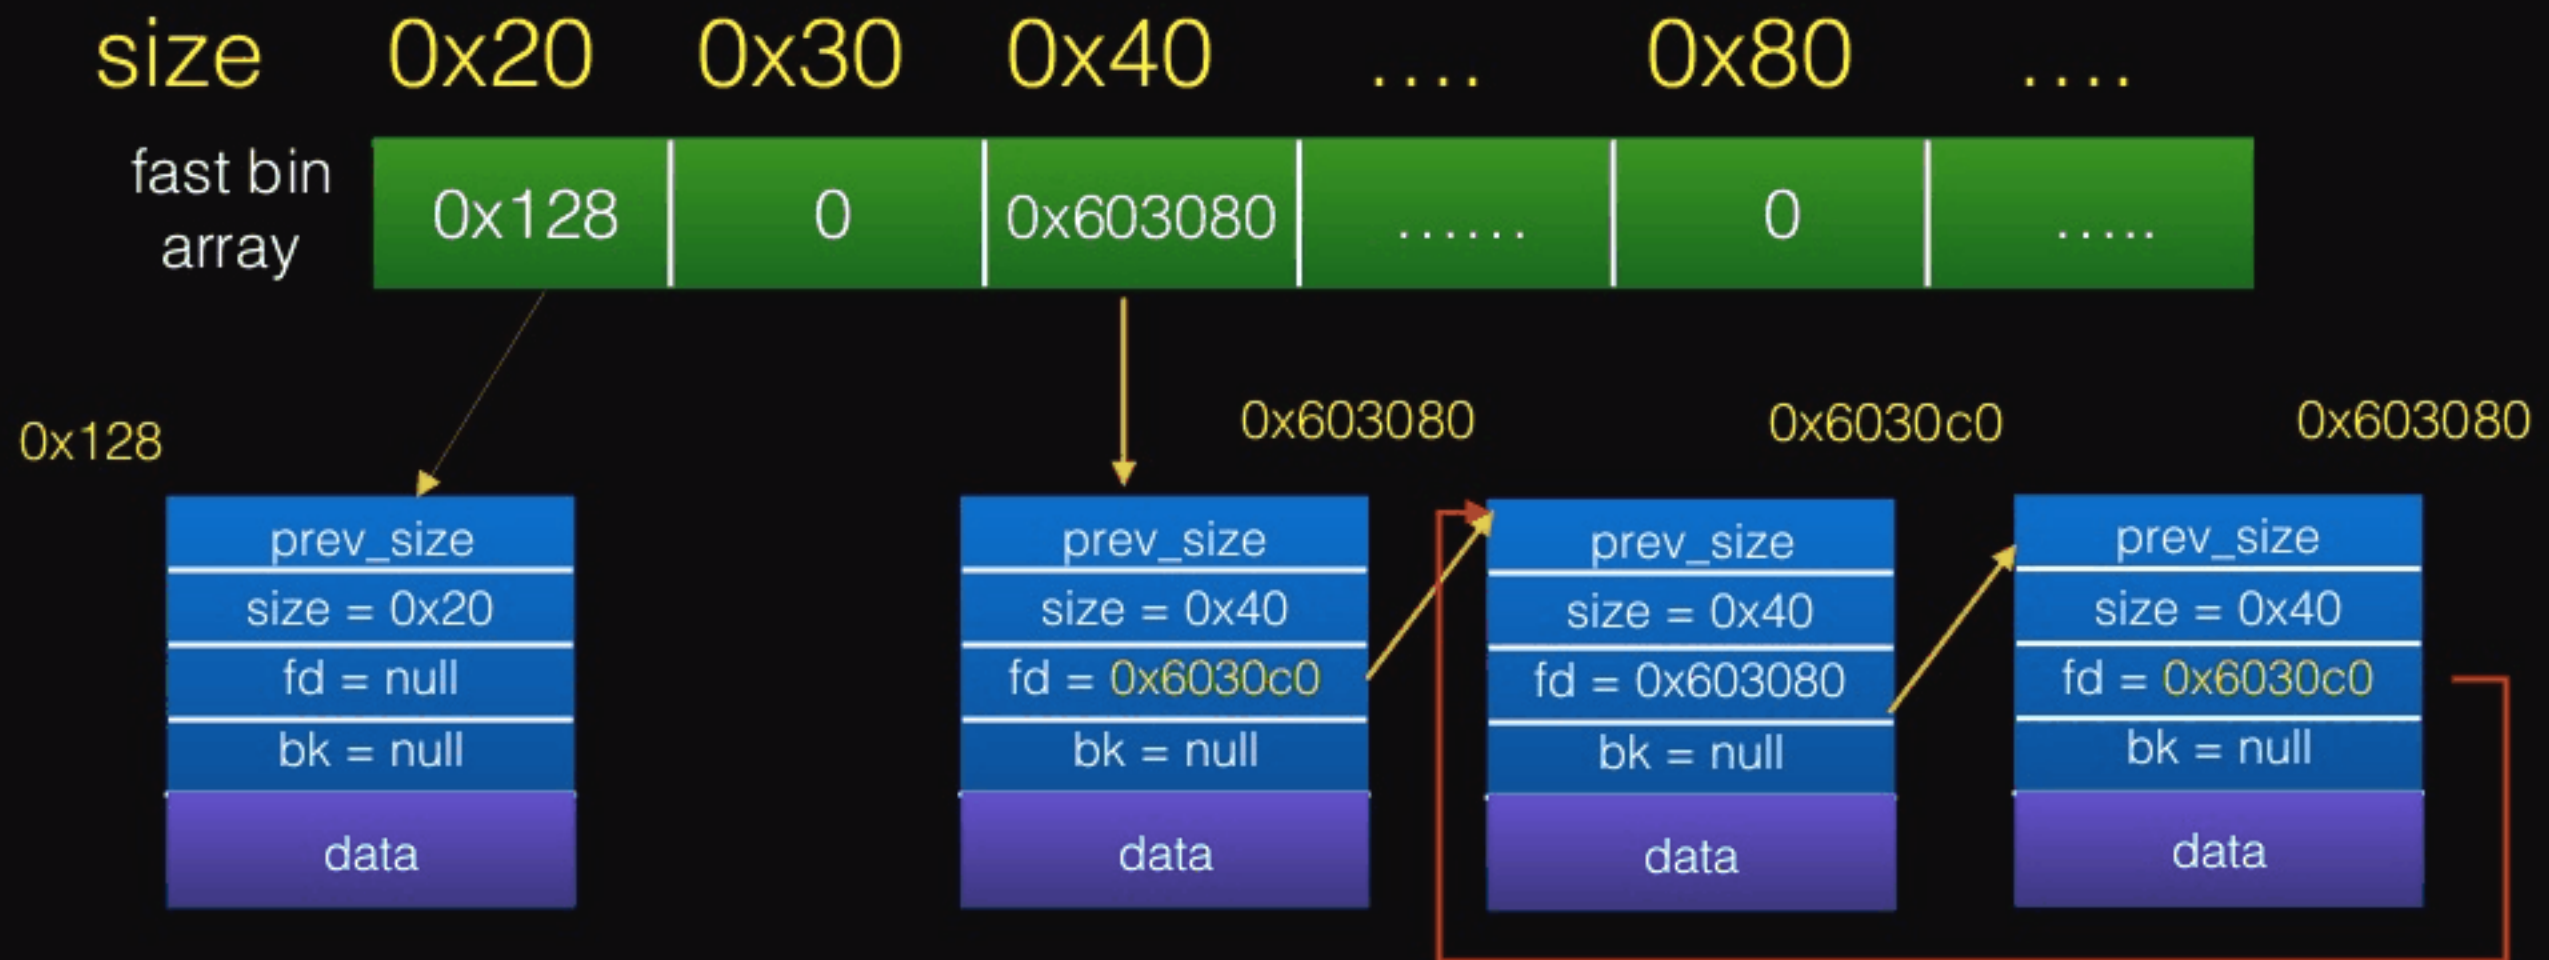 size 0x20 0x30 0x40 .... 0x80 ....
fast bin
array
0x128 0 0x603080 ...... 0 .....
0x128 0x603080 0x6030c0 0x603080
prev_size
size = 0x20
fd = null
bk = null
data
prev_size
size = 0x40
fd = 0x6030c0
bk = null
data
prev_size
size = 0x40
fd = 0x603080
bk = null
data
prev_size
size = 0x40
fd = 0x6030c0
bk = null
data